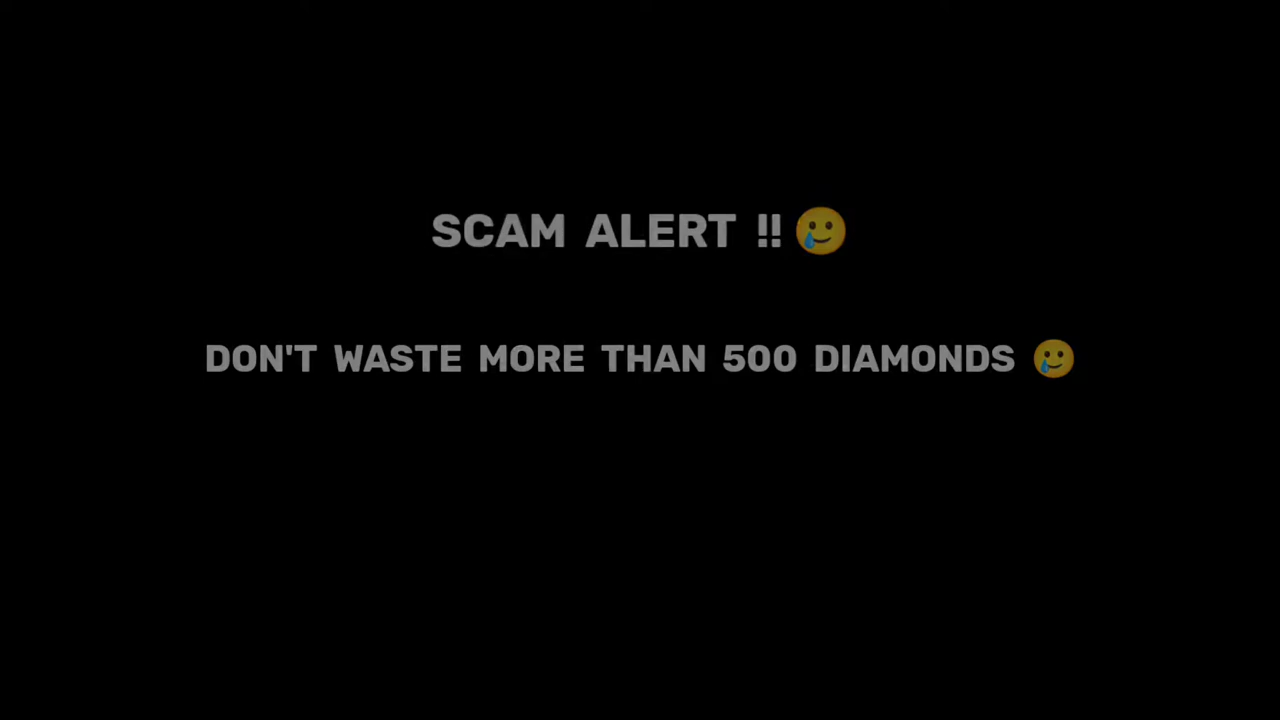 SCAM ALERT !! 🥲
DON'T WASTE MORE THAN 500 DIAMONDS 🥲